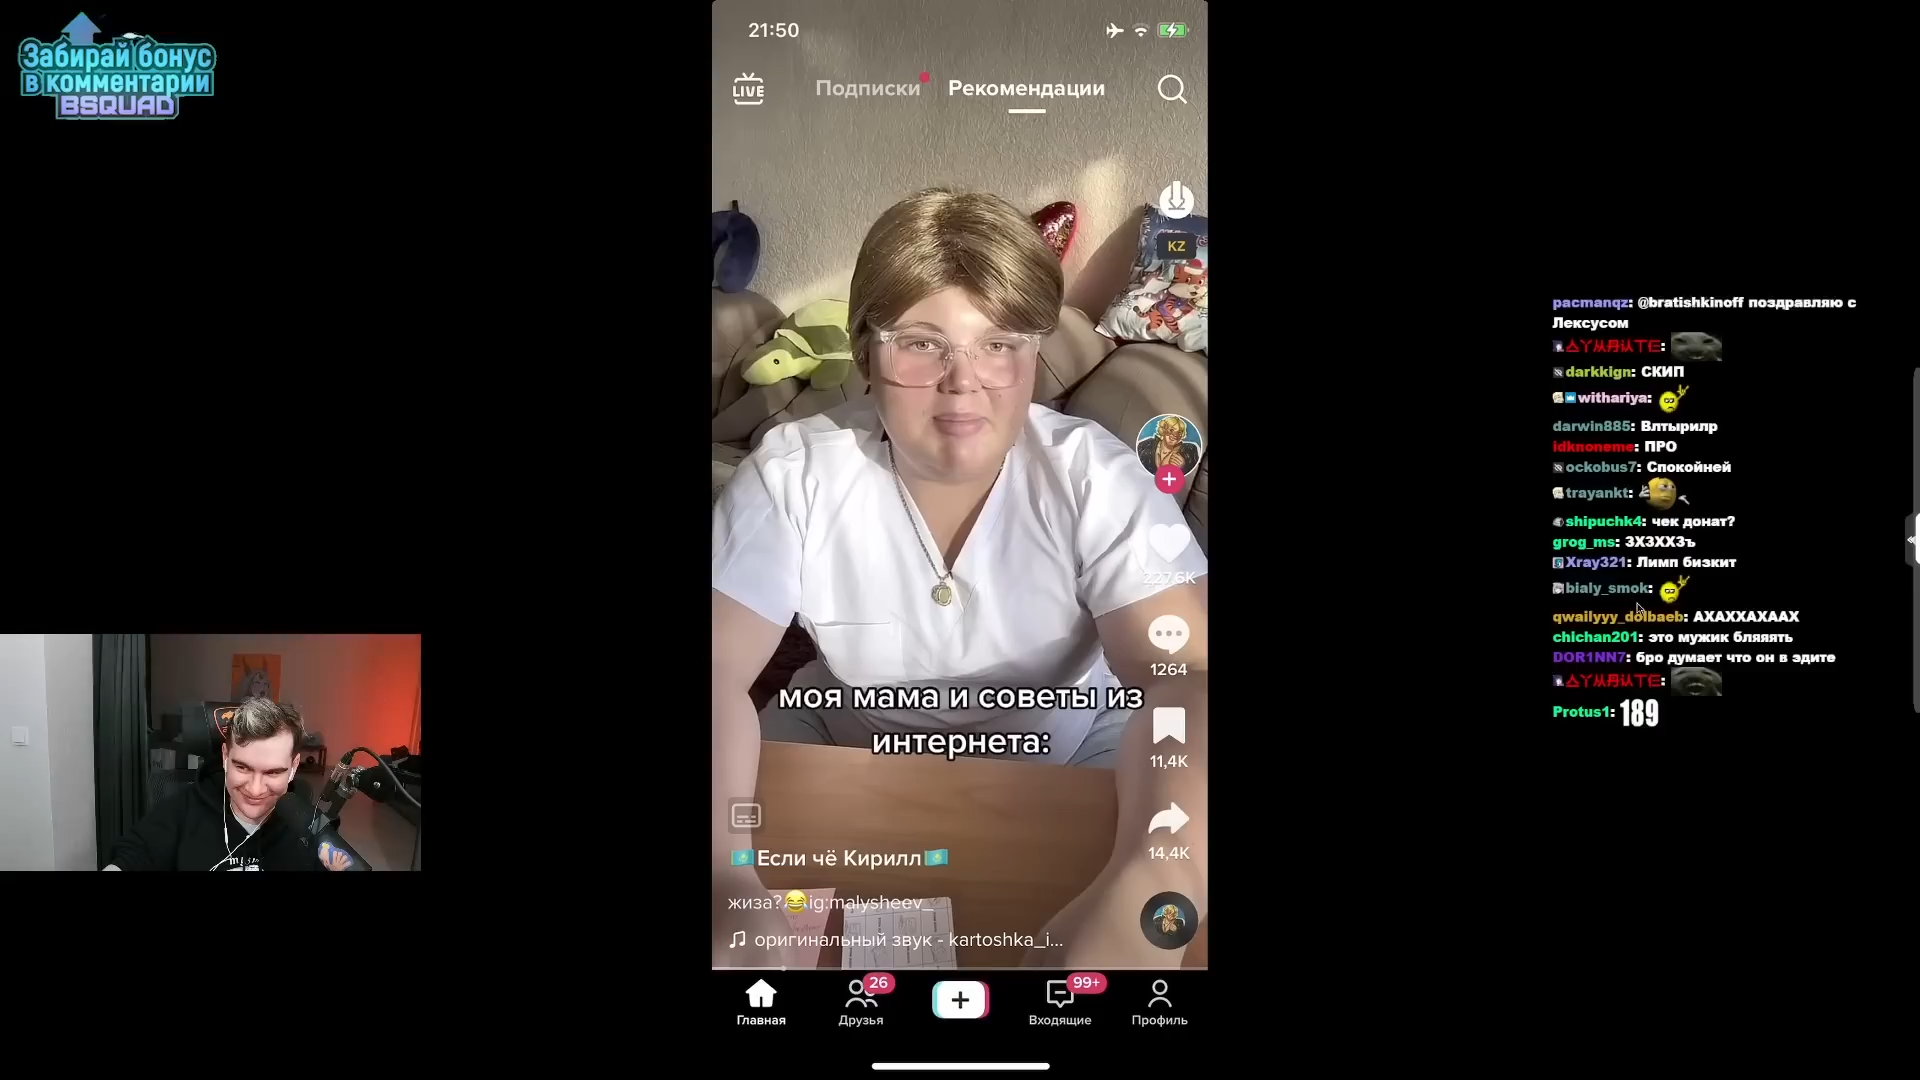 Забирай бонус
в комментарии
BSQUAD
21:50
LIVE
Подписки
Рекомендации
KZ
227,6K
1264
11,4K
14,4K
моя мама и советы из
интернета:
Если чё Кирилл
жиза?😂ig:malysheev_
оригинальный звук - kartoshka_i...
Главная
26
Друзья
99+
Входящие
Профиль
pacmanqz: @bratishkinoff поздравляю с
Лексусом
darkkign: СКИП
withariya:
darwin885: Влтырилр
idknoneme: ПРО
ockobus7: Спокойней
trayankt:
shipuchk4: чек донат?
grog_ms: ЗХЗХХЗъ
Xray321: Лимп бизкит
bialy_smok:
qwailyyy_dolbaeb: АХАХХАХААХ
chichan201: это мужик бляяять
DOR1NN7: бро думает что он в эдите
Protus1: 189